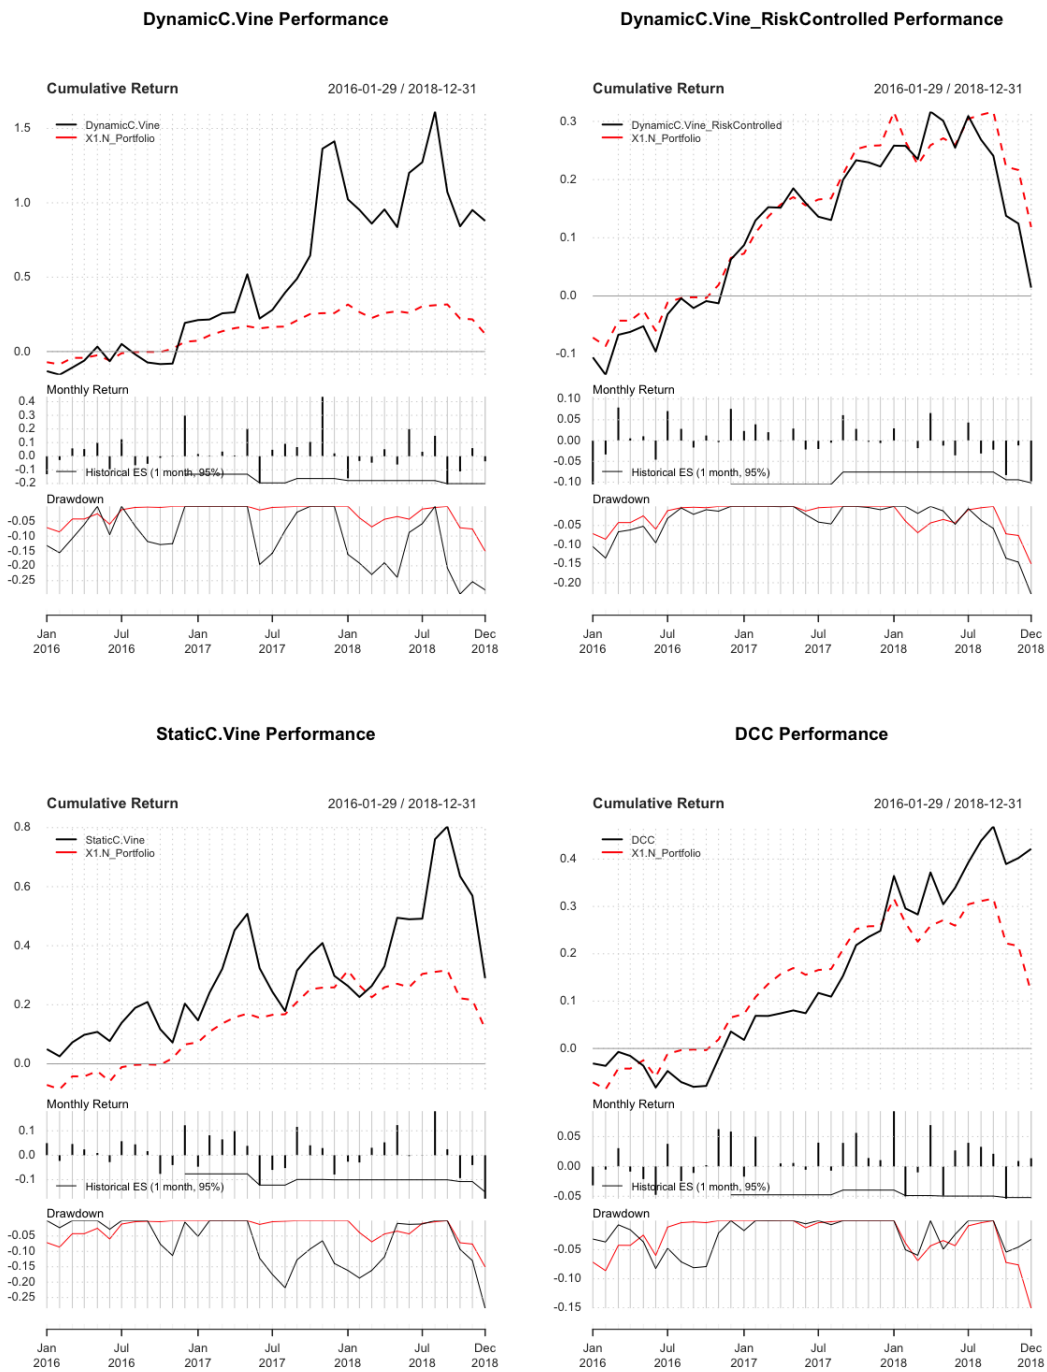 DynamicC.Vine Performance
Cumulative Return 2016-01-29 / 2018-12-31
DynamicC.Vine
X1.N_Portfolio
1.5
1.0
0.5
0.0
Monthly Return
0.4
0.3
0.2
0.1
0.0
-0.1
-0.2
Historical ES (1 month, 95%)
Drawdown
-0.05
-0.10
-0.15
-0.20
-0.25
Jan Jul Jan Jul Jan Jul Dec
2016 2016 2017 2017 2018 2018 2018
DynamicC.Vine_RiskControlled Performance
Cumulative Return 2016-01-29 / 2018-12-31
DynamicC.Vine_RiskControlled
X1.N_Portfolio
0.3
0.2
0.1
0.0
-0.1
Monthly Return
0.10
0.05
0.00
-0.05
-0.10
Historical ES (1 month, 95%)
Drawdown
-0.05
-0.10
-0.15
-0.20
Jan Jul Jan Jul Jan Jul Dec
2016 2016 2017 2017 2018 2018 2018
StaticC.Vine Performance
Cumulative Return 2016-01-29 / 2018-12-31
StaticC.Vine
X1.N_Portfolio
0.8
0.6
0.4
0.2
0.0
Monthly Return
0.1
0.0
-0.1
Historical ES (1 month, 95%)
Drawdown
-0.05
-0.10
-0.15
-0.20
-0.25
Jan Jul Jan Jul Jan Jul Dec
2016 2016 2017 2017 2018 2018 2018
DCC Performance
Cumulative Return 2016-01-29 / 2018-12-31
DCC
X1.N_Portfolio
0.4
0.3
0.2
0.1
0.0
Monthly Return
0.05
0.00
-0.05
Historical ES (1 month, 95%)
Drawdown
-0.05
-0.10
-0.15
Jan Jul Jan Jul Jan Jul Dec
2016 2016 2017 2017 2018 2018 2018